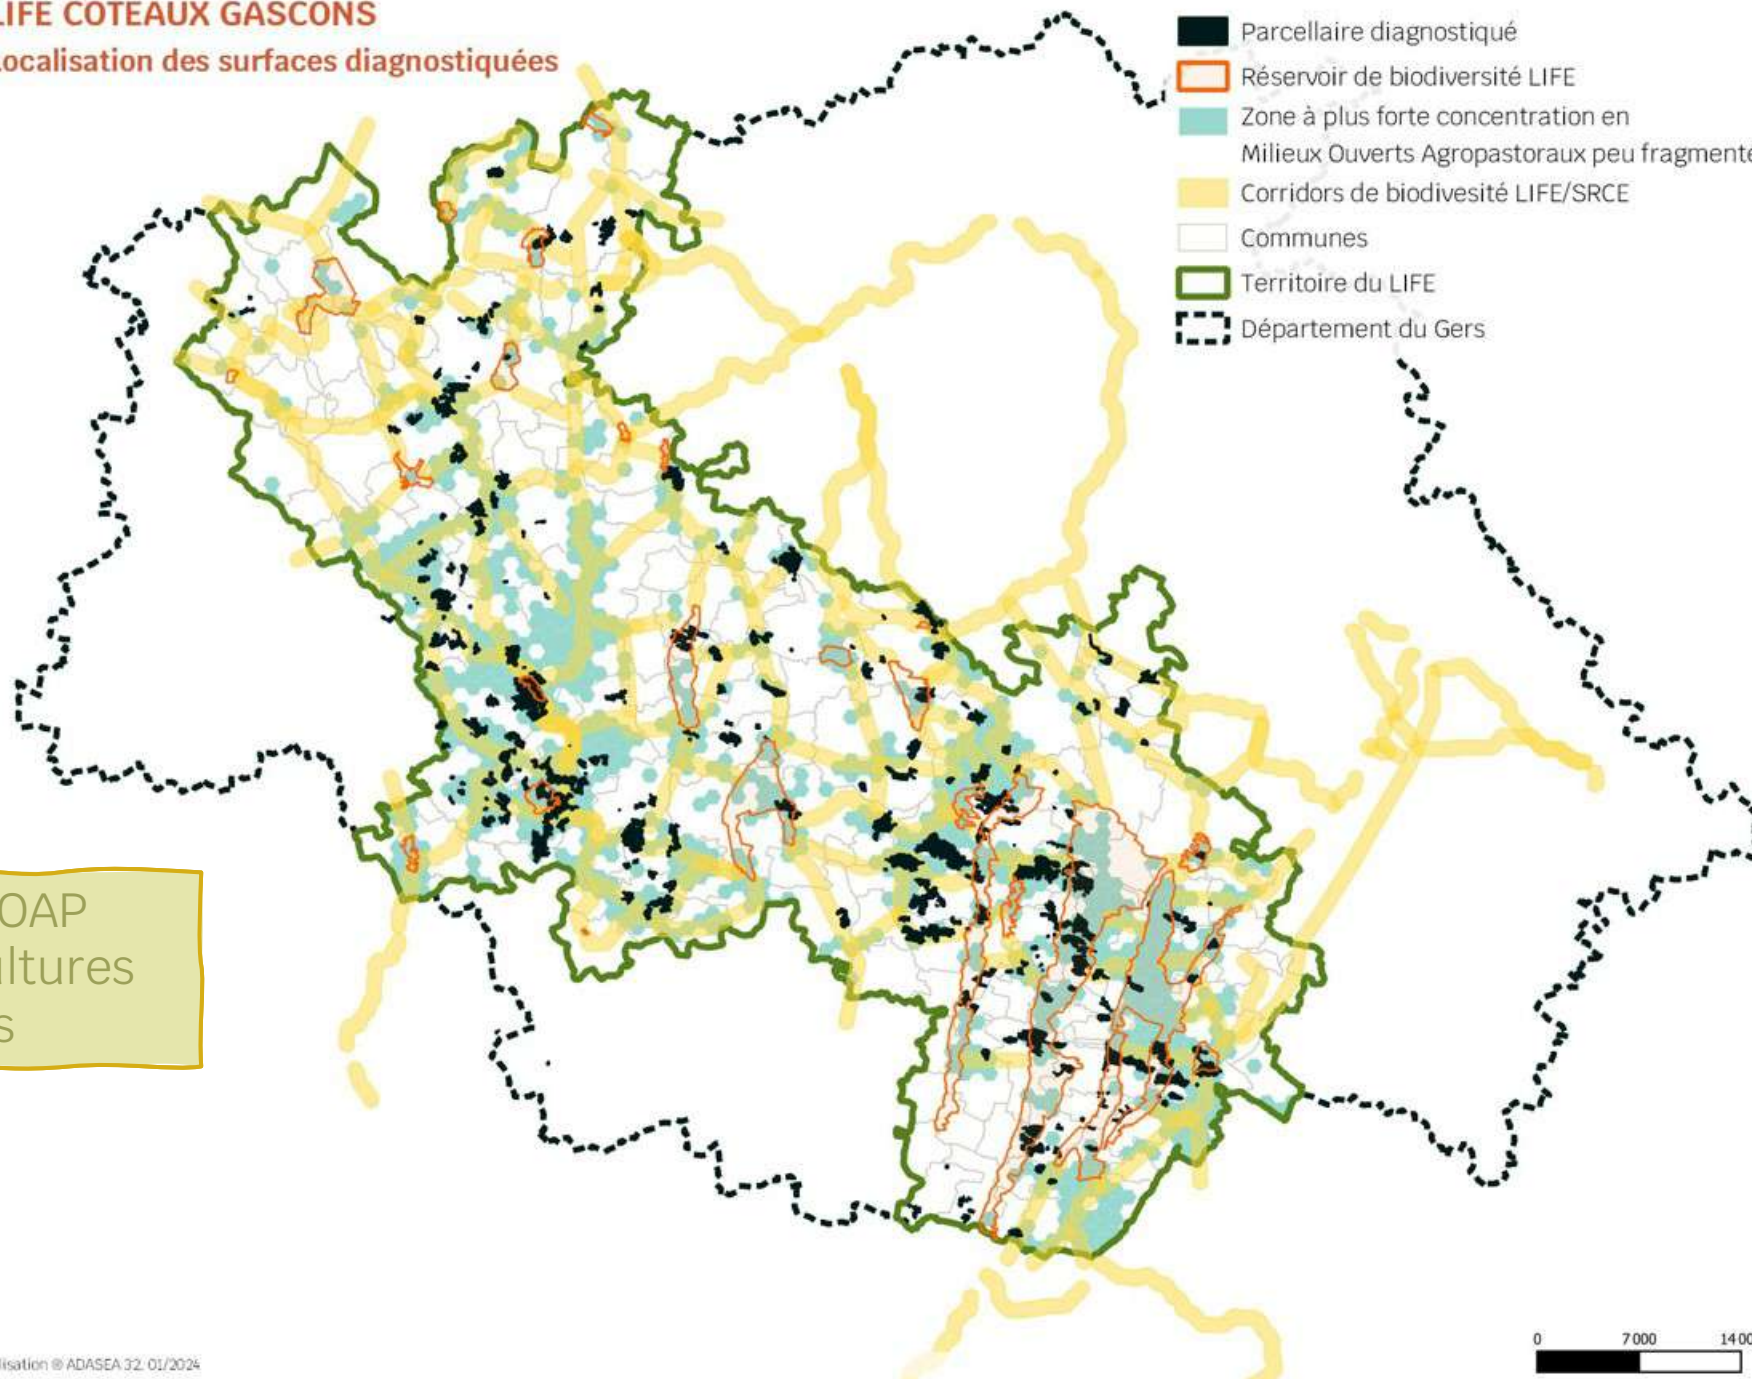 LIFE COTEAUX GASCONS
Localisation des surfaces diagnostiquées
Parcellaire diagnostiqué
Réservoir de biodiversité LIFE
Zone à plus forte concentration en
Milieux Ouverts Agropastoraux peu fragmenté
Corridors de biodivesité LIFE/SRCE
Communes
Territoire du LIFE
Département du Gers
OAP
ultures
s
0 7 000 14 00
lisation ® ADASEA 32, 01/2024